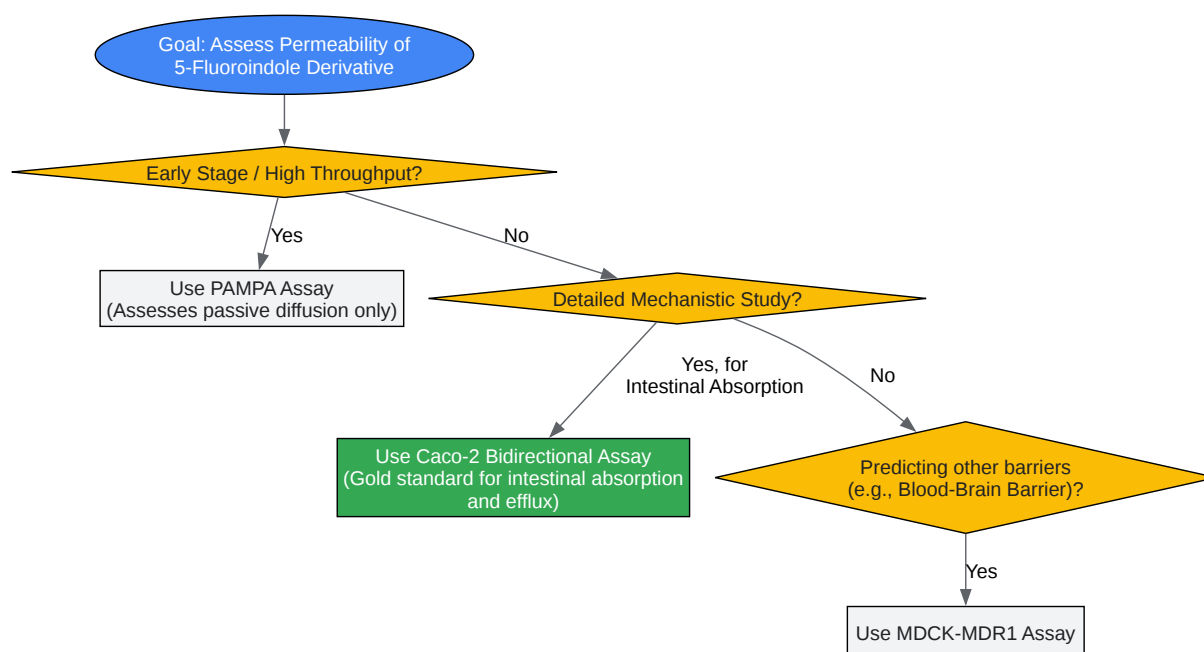 Goal: Assess Permeability of
5-Fluoroindole Derivative
Early Stage / High Throughput?
Yes
No
Use PAMPA Assay
(Assesses passive diffusion only)
Detailed Mechanistic Study?
Yes, for
Intestinal Absorption
No
Use Caco-2 Bidirectional Assay
(Gold standard for intestinal absorption
and efflux)
Predicting other barriers
(e.g., Blood-Brain Barrier)?
Yes
Use MDCK-MDR1 Assay